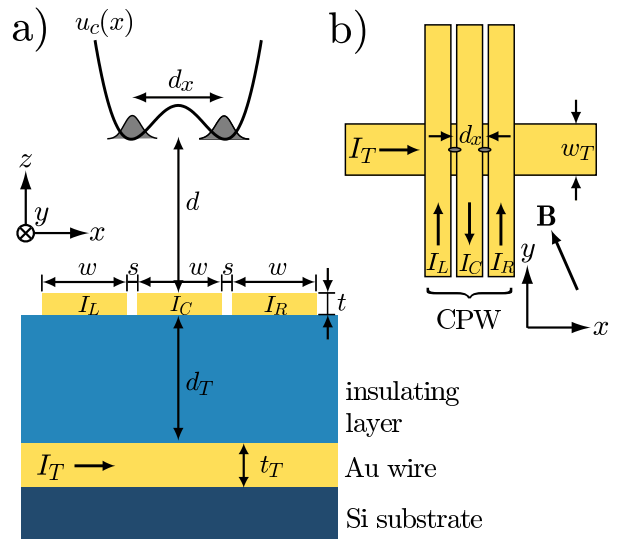 a)
u_c(x)
d_x
d
z
y
x
w s w s w
I_L I_C I_R
t
d_T
insulating
layer
I_T
t_T
Au wire
Si substrate
b)
I_T
d_x
w_T
I_L I_C I_R
CPW
B
y
x